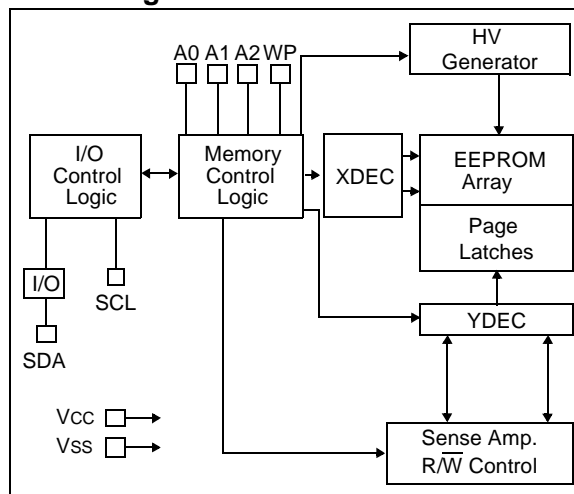 A0 A1 A2 WP
HV
Generator
I/O
Control
Logic
Memory
Control
Logic
XDEC
EEPROM
Array
Page
Latches
I/O
SCL
SDA
YDEC
VCC
VSS
Sense Amp.
R/W̅ Control